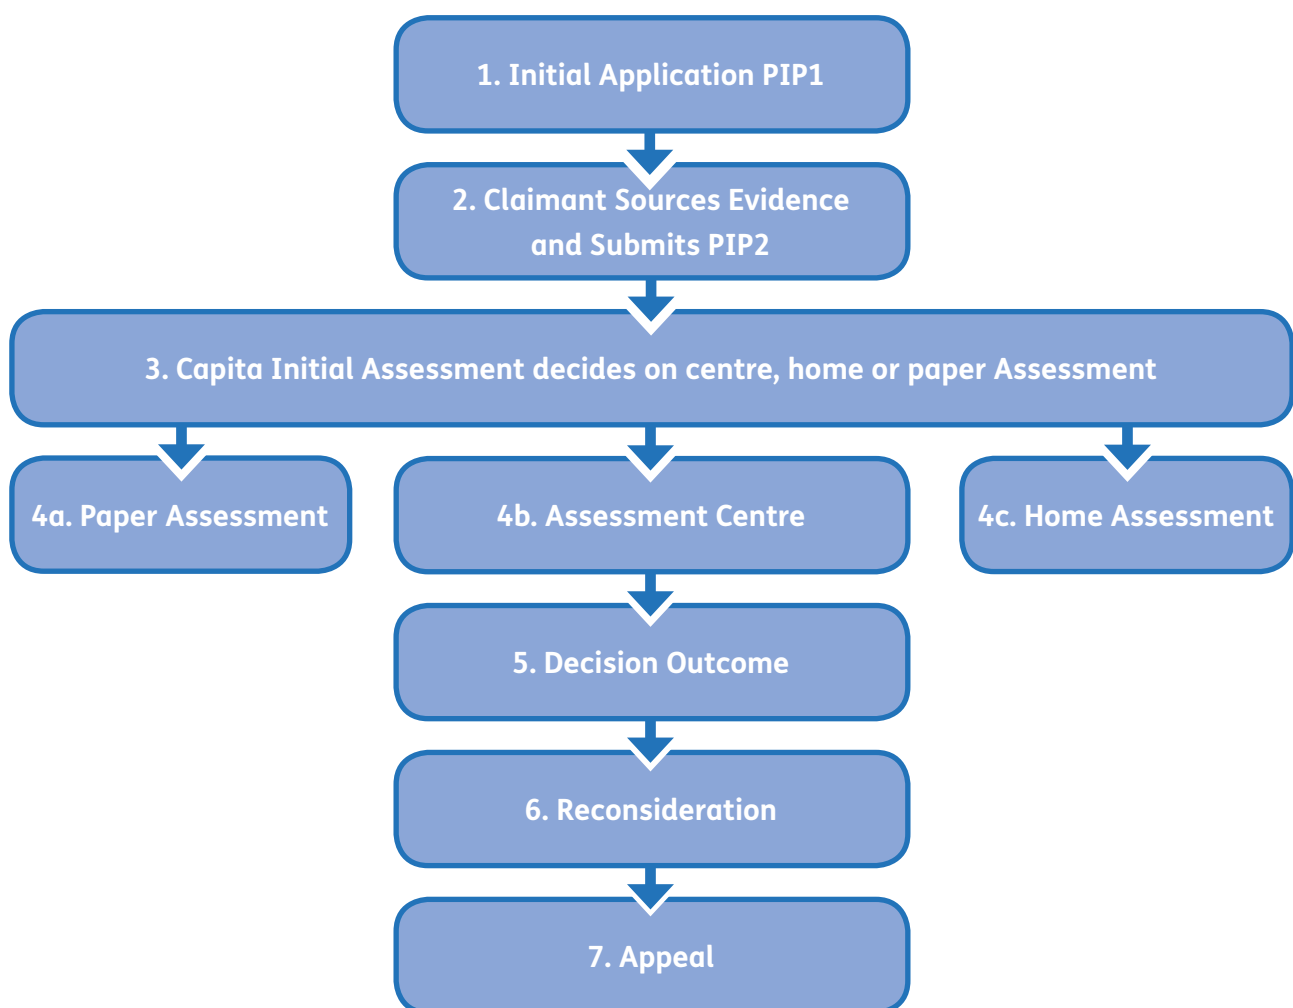 1. Initial Application PIP1
2. Claimant Sources Evidence
and Submits PIP2
3. Capita Initial Assessment decides on centre, home or paper Assessment
4a. Paper Assessment
4b. Assessment Centre
4c. Home Assessment
5. Decision Outcome
6. Reconsideration
7. Appeal